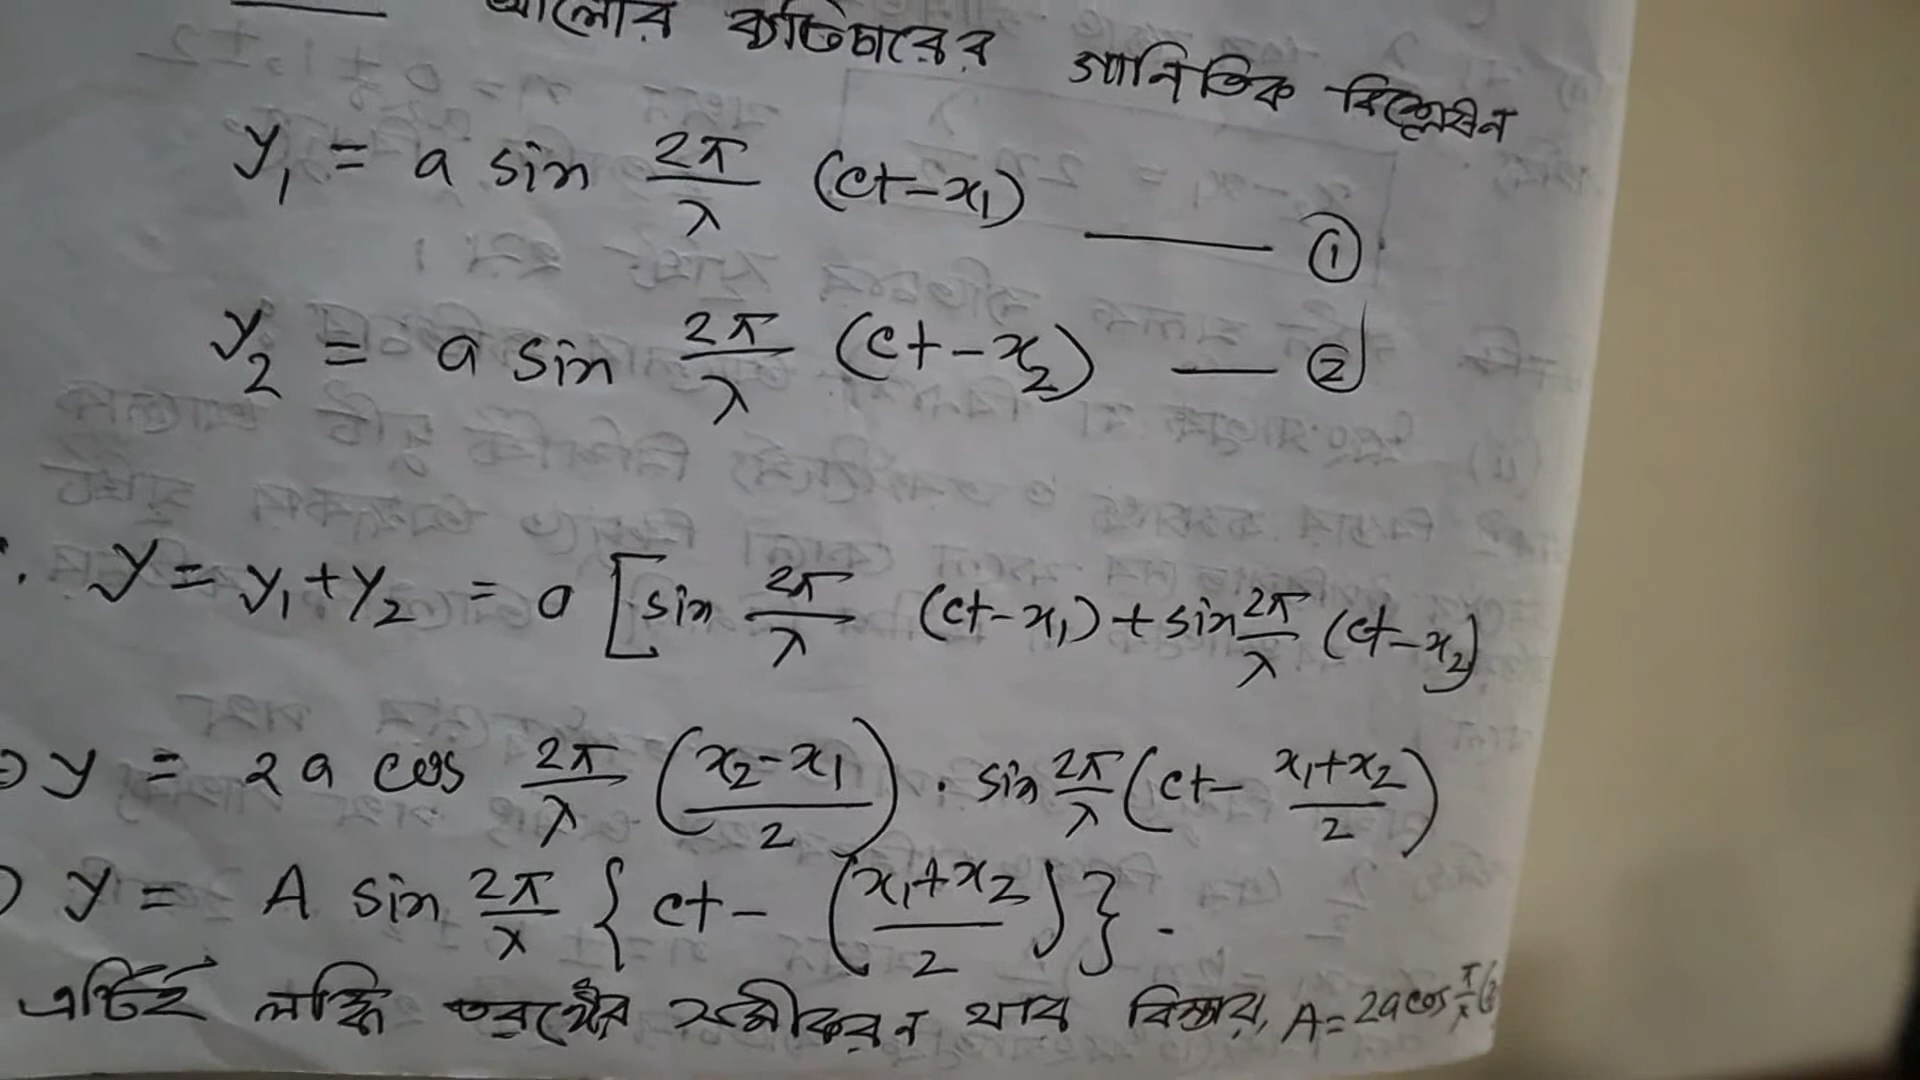 আলোর ব্যতিচারের গানিতিক বিশ্লেষন
y₁ = a sin 2π/λ (ct-x₁) —— ①
y₂ = a sin 2π/λ (ct-x₂) — ②
∴ y = y₁+y₂ = a [sin 2π/λ (ct-x₁) + sin 2π/λ (ct-x₂)
y = 2a cos 2π/λ ((x₂-x₁)/2) . sin 2π/λ (ct- (x₁+x₂)/2)
y = A sin 2π/λ {ct - ((x₁+x₂)/2)}.
এটিই লব্ধি তরঙ্গের সমীকরন যার বিস্তার, A = 2a cos π/λ (